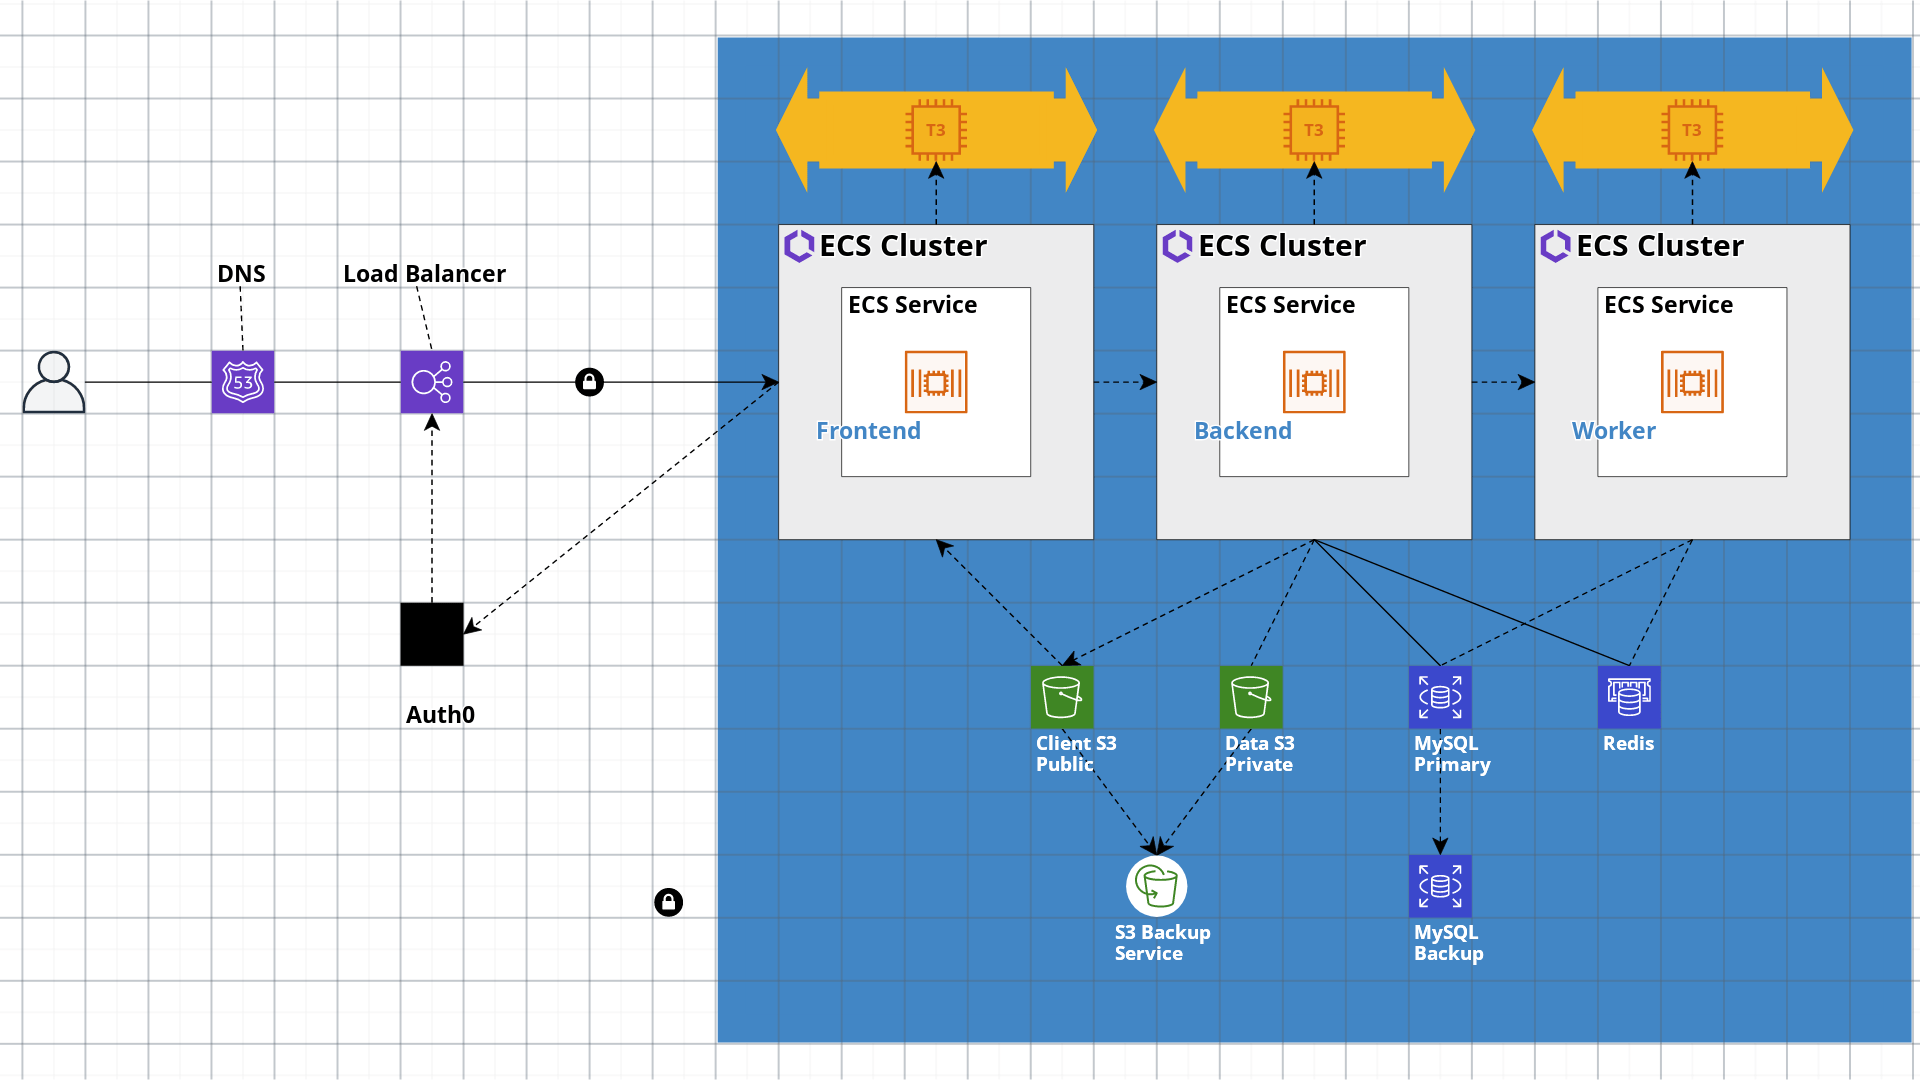 T3
T3
T3
ECS Cluster
ECS Cluster
ECS Cluster
DNS
Load Balancer
ECS Service
ECS Service
ECS Service
53
Frontend
Backend
Worker
Auth0
Client S3
Public
Data S3
Private
MySQL
Primary
Redis
S3 Backup
Service
MySQL
Backup